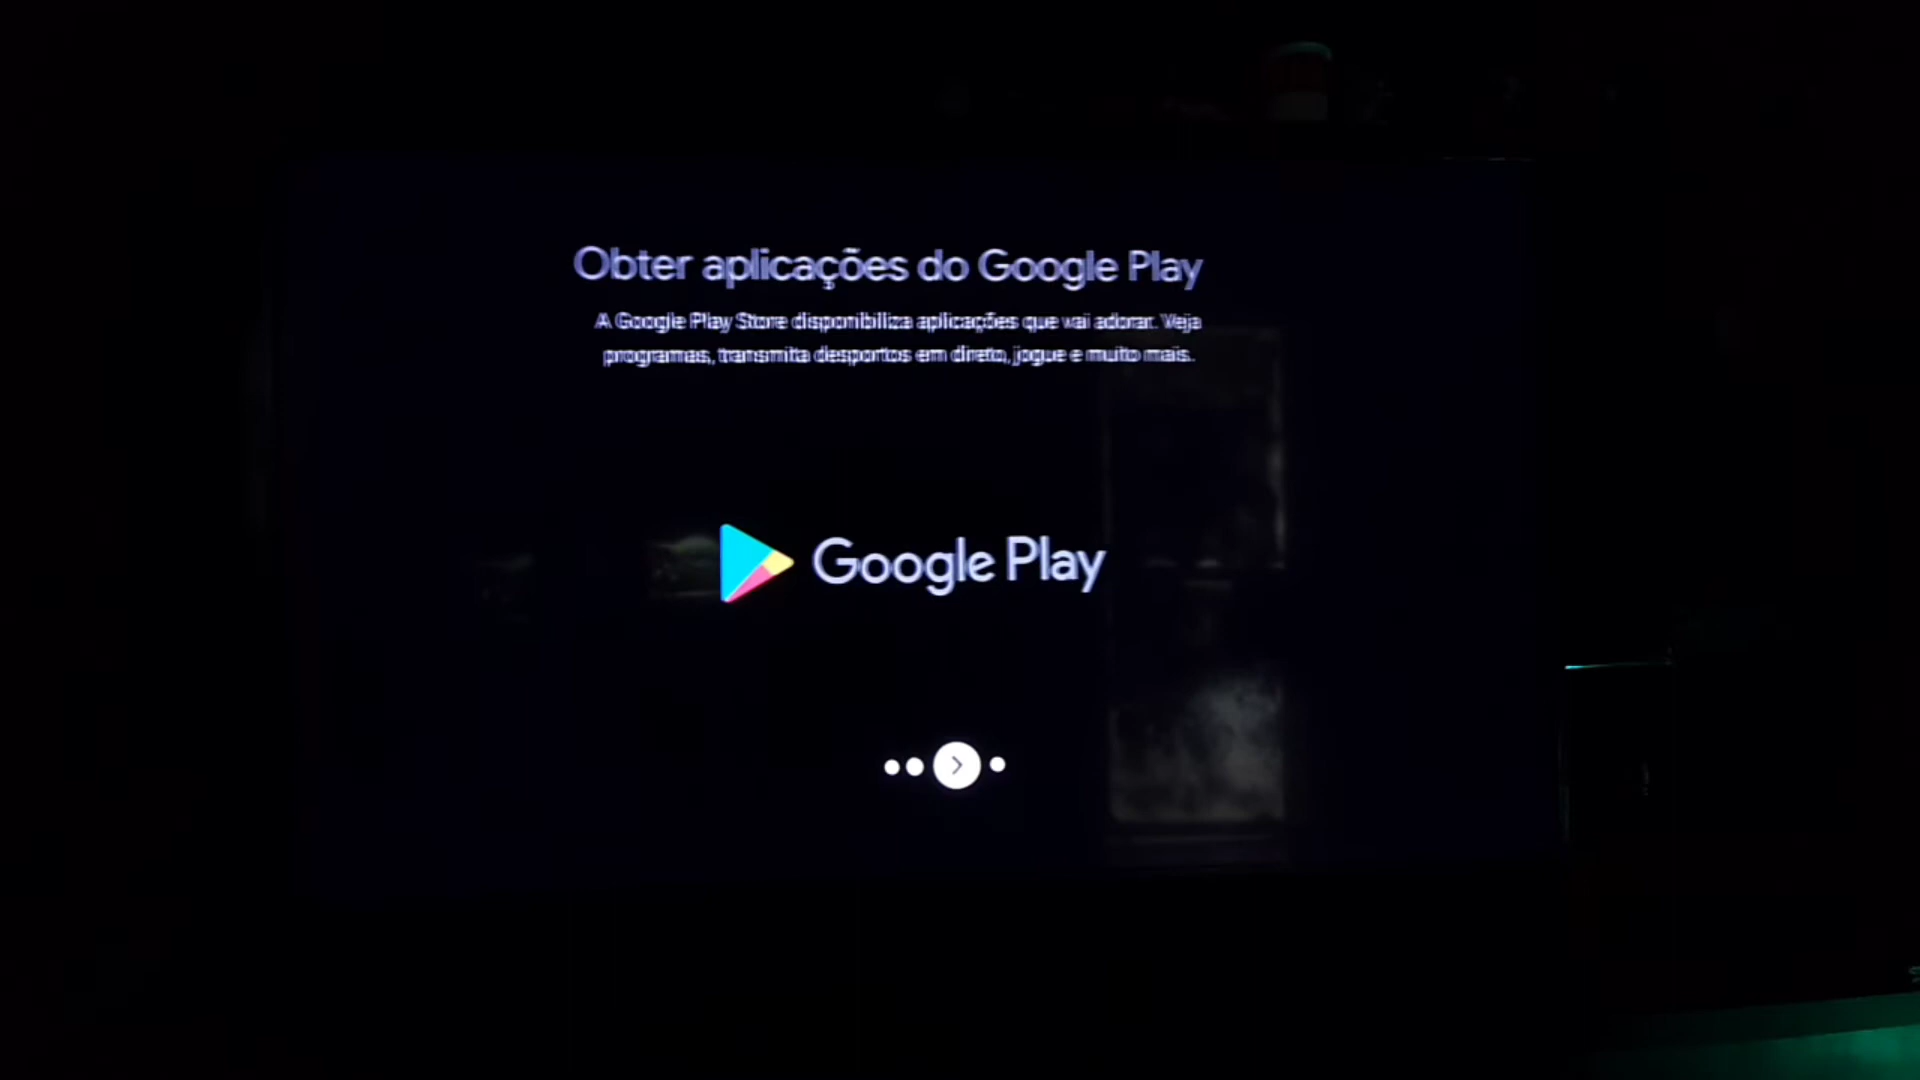 Obter aplicações do Google Play
A Google Play Store disponibiliza aplicações que vai adorar. Veja
programas, transmita desportos em direto, jogue e muito mais.
Google Play